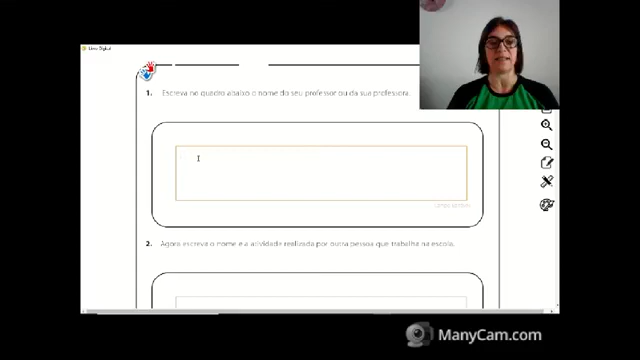 Livro Digital
1. Escreva no quadro abaixo o nome do seu professor ou da sua professora.
2. Agora escreva o nome e a atividade realizada por outra pessoa que trabalha na escola.
ManyCam.com